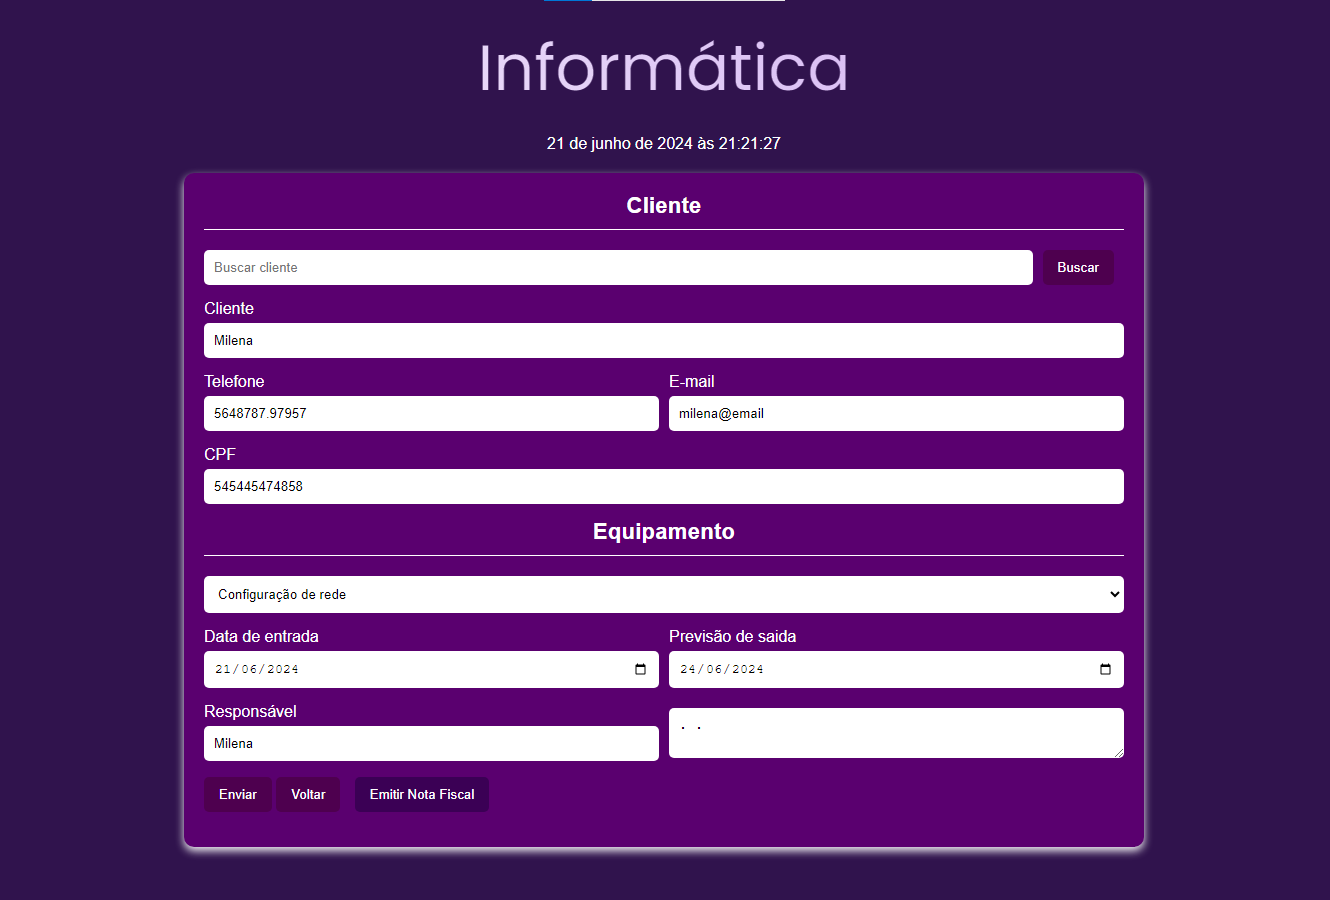 Informática
21 de junho de 2024 às 21:21:27
Cliente
Buscar cliente
Buscar
Cliente
Milena
Telefone
E-mail
5648787.97957
milena@email
CPF
545445474858
Equipamento
Configuração de rede
Data de entrada
Previsão de saida
21/06/2024
24/06/2024
Responsável
. .
Milena
Enviar
Voltar
Emitir Nota Fiscal